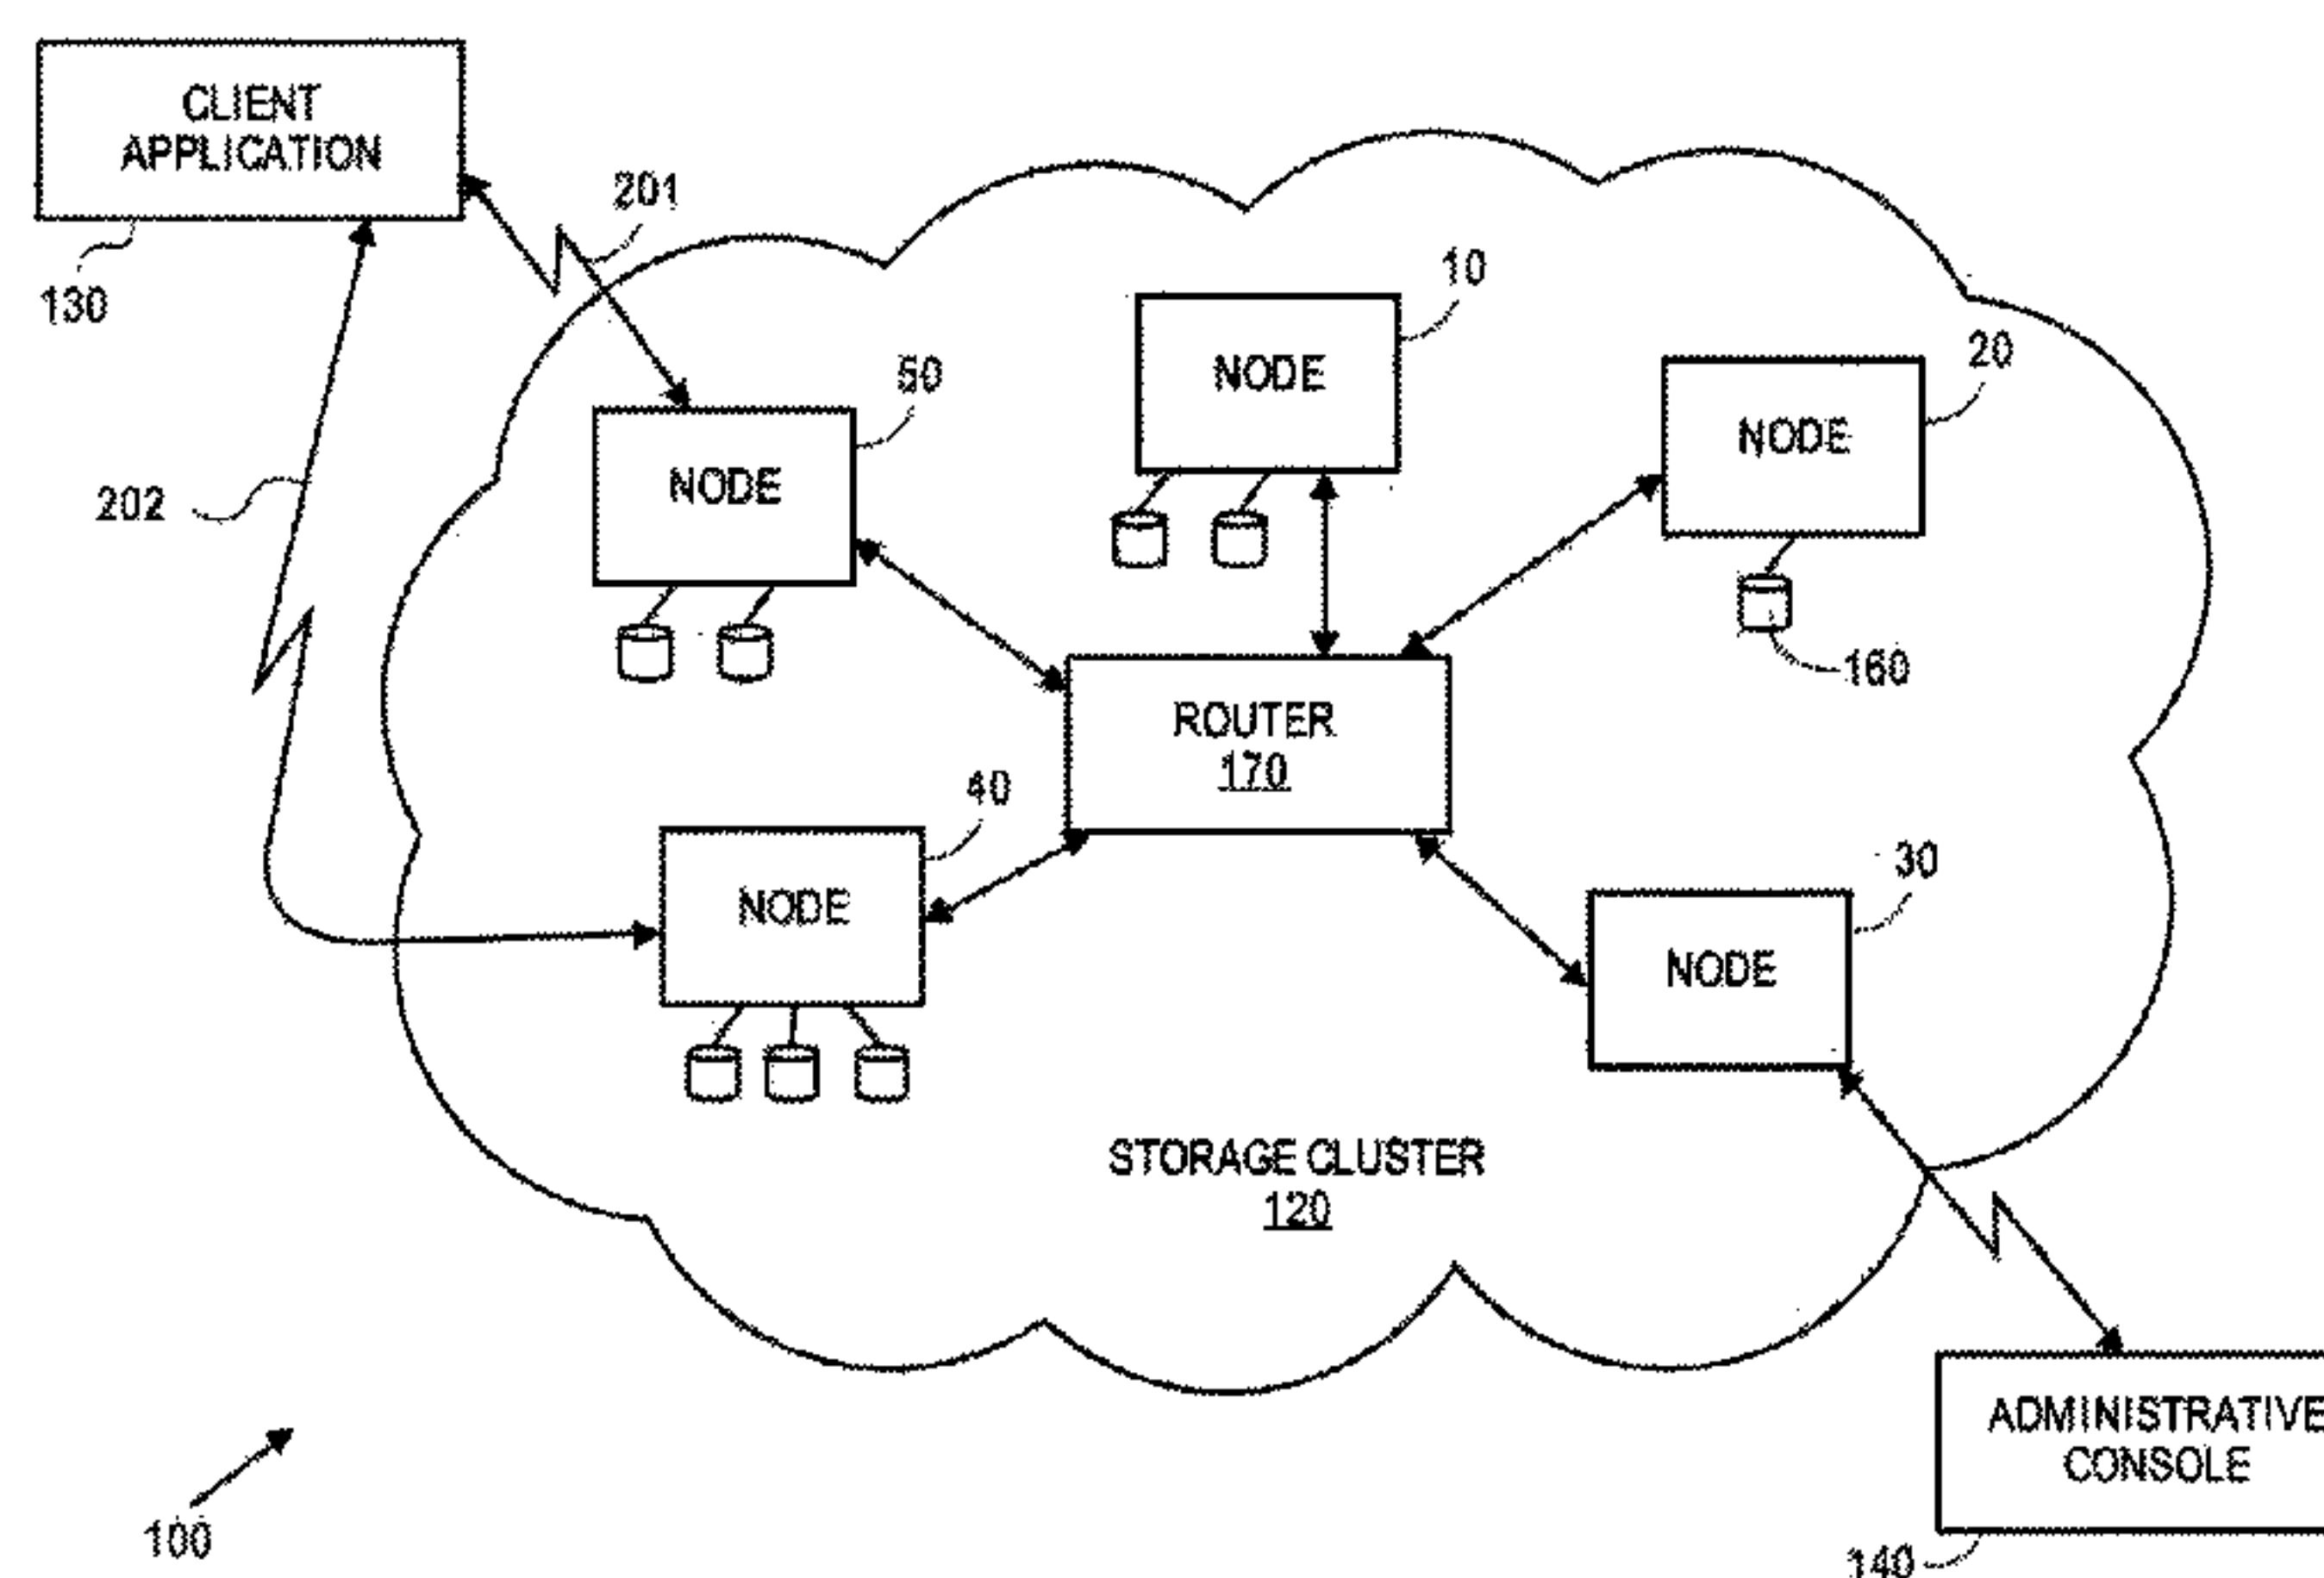 CLIENT
APPLICATION
130
201
202
10
NODE
20
NODE
50
NODE
160
ROUTER
170
40
NODE
30
NODE
STORAGE CLUSTER
120
ADMINISTRATIVE
CONSOLE
140
100